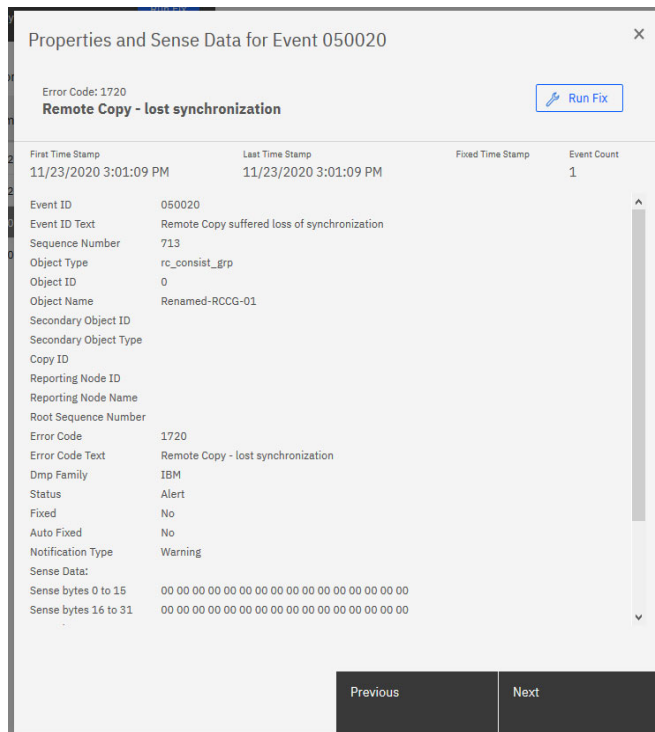 Run Fix
Properties and Sense Data for Event 050020
Error Code: 1720
Remote Copy - lost synchronization
Run Fix
First Time Stamp Last Time Stamp Fixed Time Stamp Event Count
11/23/2020 3:01:09 PM 11/23/2020 3:01:09 PM 1
Event ID 050020
Event ID Text Remote Copy suffered loss of synchronization
Sequence Number 713
Object Type rc_consist_grp
Object ID 0
Object Name Renamed-RCCG-01
Secondary Object ID
Secondary Object Type
Copy ID
Reporting Node ID
Reporting Node Name
Root Sequence Number
Error Code 1720
Error Code Text Remote Copy - lost synchronization
Dmp Family IBM
Status Alert
Fixed No
Auto Fixed No
Notification Type Warning
Sense Data:
Sense bytes 0 to 15 00 00 00 00 00 00 00 00 00 00 00 00 00 00 00 00
Sense bytes 16 to 31 00 00 00 00 00 00 00 00 00 00 00 00 00 00 00 00
Previous Next